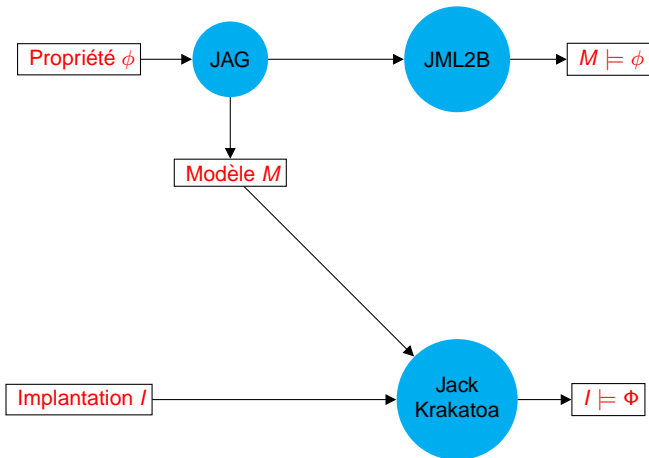 Propriété ϕ
JAG
JML2B
M ⊨ ϕ
Modèle M
Implantation I
Jack
Krakatoa
I ⊨ Φ